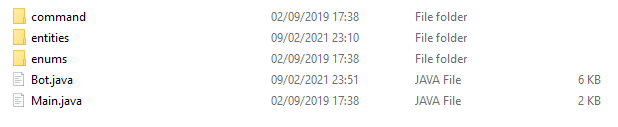 command 02/09/2019 17:38 File folder
entities 09/02/2021 23:10 File folder
enums 02/09/2019 17:38 File folder
Bot.java 09/02/2021 23:51 JAVA File 6 KB
Main.java 02/09/2019 17:38 JAVA File 2 KB